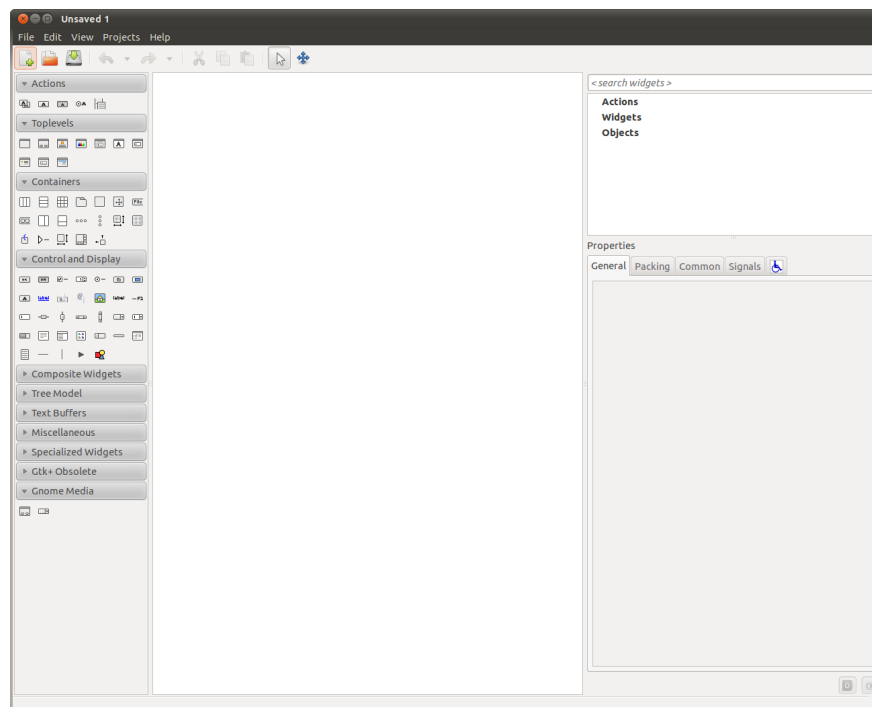 Unsaved 1
File Edit View Projects Help
Actions
Toplevels
Containers
Control and Display
Composite Widgets
Tree Model
Text Buffers
Miscellaneous
Specialized Widgets
Gtk+ Obsolete
Gnome Media
< search widgets >
Actions
Widgets
Objects
Properties
General Packing Common Signals